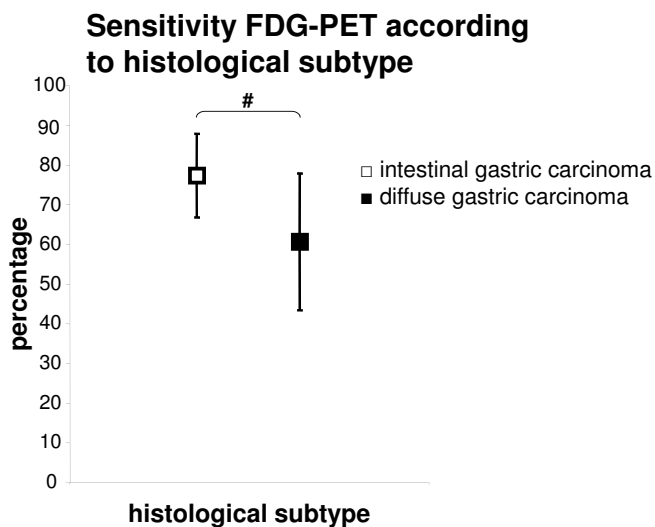 Sensitivity FDG-PET according
to histological subtype
100
90
80
70
60
50
40
30
20
10
0
percentage
#
□ intestinal gastric carcinoma
■ diffuse gastric carcinoma
histological subtype